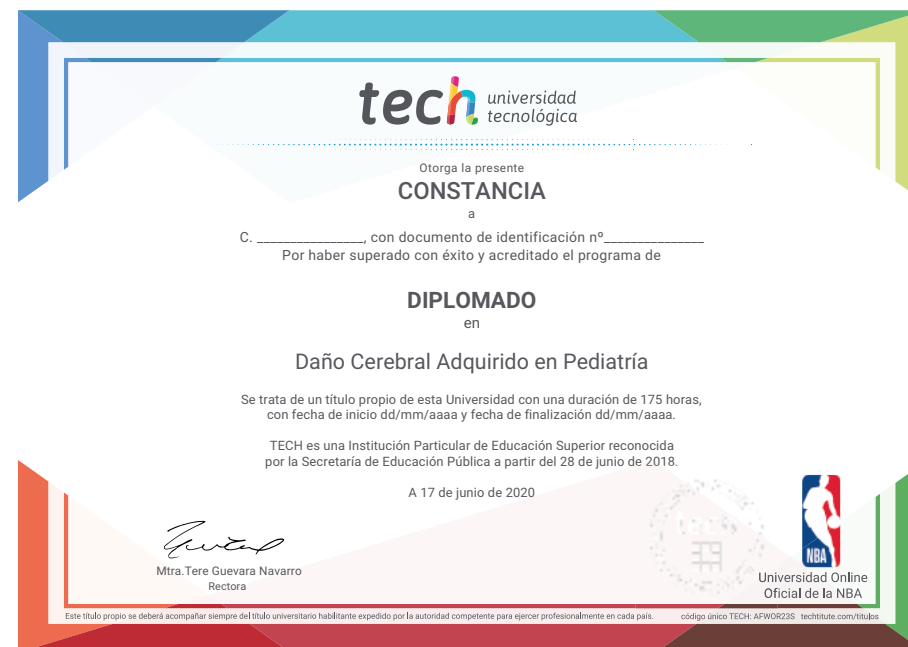 tech universidad
tecnológica
Otorga la presente
CONSTANCIA
a
C. ________________, con documento de identificación nº_______________
Por haber superado con éxito y acreditado el programa de
DIPLOMADO
en
Daño Cerebral Adquirido en Pediatría
Se trata de un título propio de esta Universidad con una duración de 175 horas,
con fecha de inicio dd/mm/aaaa y fecha de finalización dd/mm/aaaa.
TECH es una Institución Particular de Educación Superior reconocida
por la Secretaría de Educación Pública a partir del 28 de junio de 2018.
A 17 de junio de 2020
tech
NBA
Mtra.Tere Guevara Navarro
Rectora
Universidad Online
Oficial de la NBA
Este título propio se deberá acompañar siempre del título universitario habilitante expedido por la autoridad competente para ejercer profesionalmente en cada país. código único TECH: AFWOR23S techtitute.com/titulos